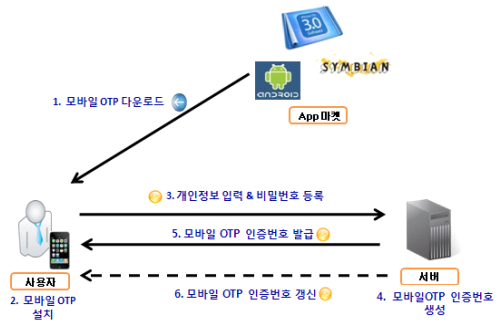 3.0
SYMBIAN
ANDROID
App 마켓
1. 모바일 OTP 다운로드
3. 개인정보 입력 & 비밀번호 등록
5. 모바일 OTP 인증번호 발급
6. 모바일 OTP 인증번호 갱신
사용자
2. 모바일 OTP
설치
서버
4. 모바일OTP 인증번호
생성